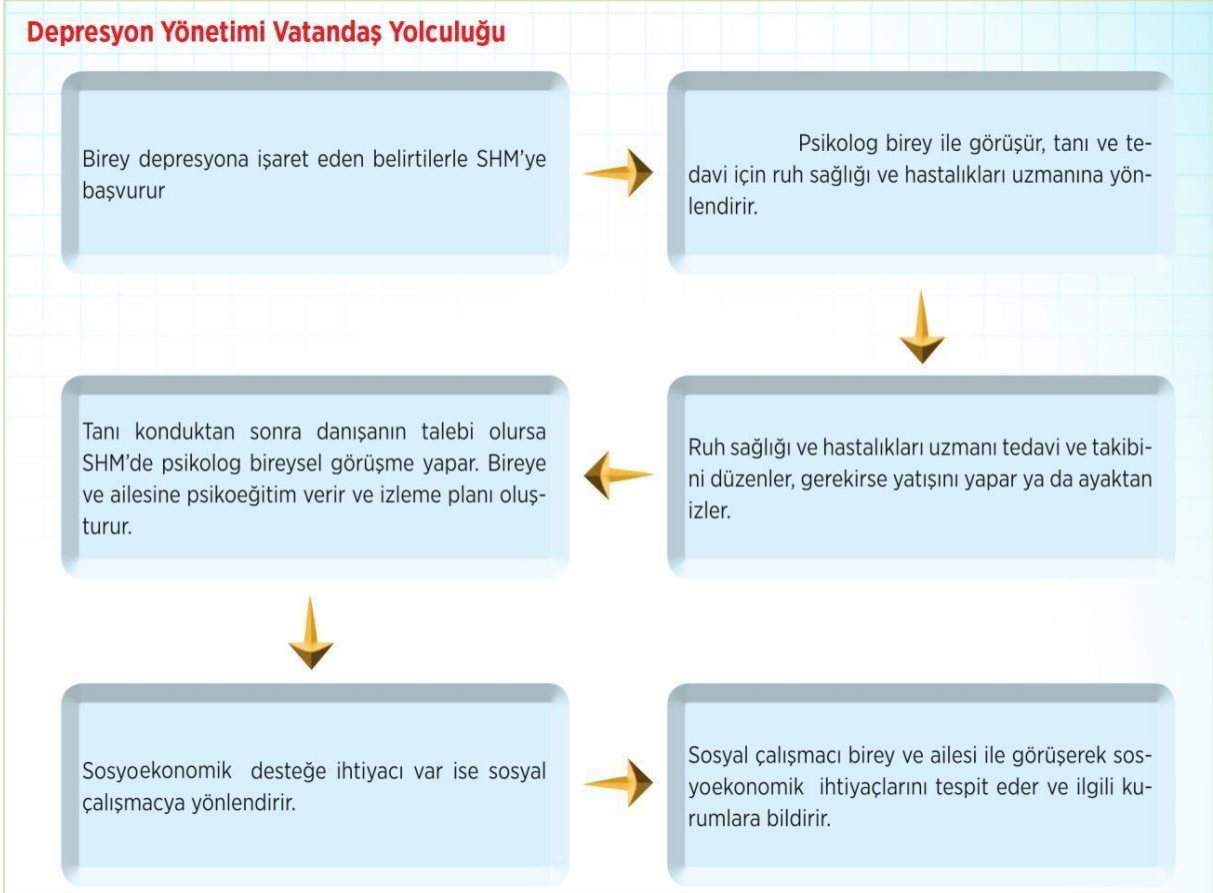 Depresyon Yönetimi Vatandaş Yolculuğu
Birey depresyona işaret eden belirtilerle SHM’ye
başvurur
Psikolog birey ile görüşür, tanı ve te-
davi için ruh sağlığı ve hastalıkları uzmanına yön-
lendirir.
Ruh sağlığı ve hastalıkları uzmanı tedavi ve takibi-
ni düzenler, gerekirse yatışını yapar ya da ayaktan
izler.
Tanı konduktan sonra danışanın talebi olursa
SHM’de psikolog bireysel görüşme yapar. Bireye
ve ailesine psikoeğitim verir ve izleme planı oluş-
turur.
Sosyoekonomik desteğe ihtiyacı var ise sosyal
çalışmacya yönlendirir.
Sosyal çalışmacı birey ve ailesi ile görüşerek sos-
yoekonomik ihtiyaçlarını tespit eder ve ilgili ku-
rumlara bildirir.